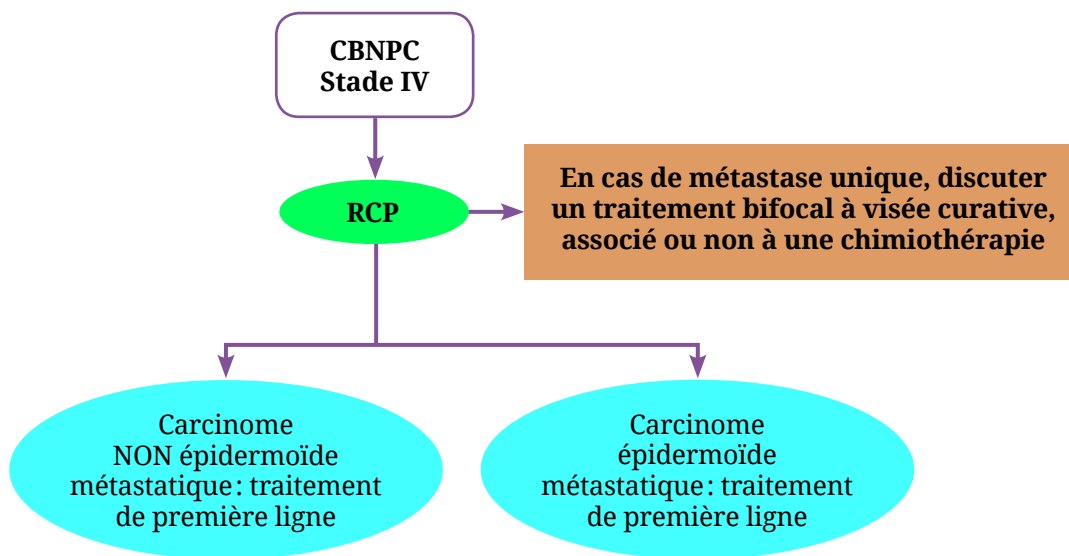 CBNPC
Stade IV
RCP
En cas de métastase unique, discuter
un traitement bifocal à visée curative,
associé ou non à une chimiothérapie
Carcinome
NON épidermoïde
métastatique : traitement
de première ligne
Carcinome
épidermoïde
métastatique : traitement
de première ligne